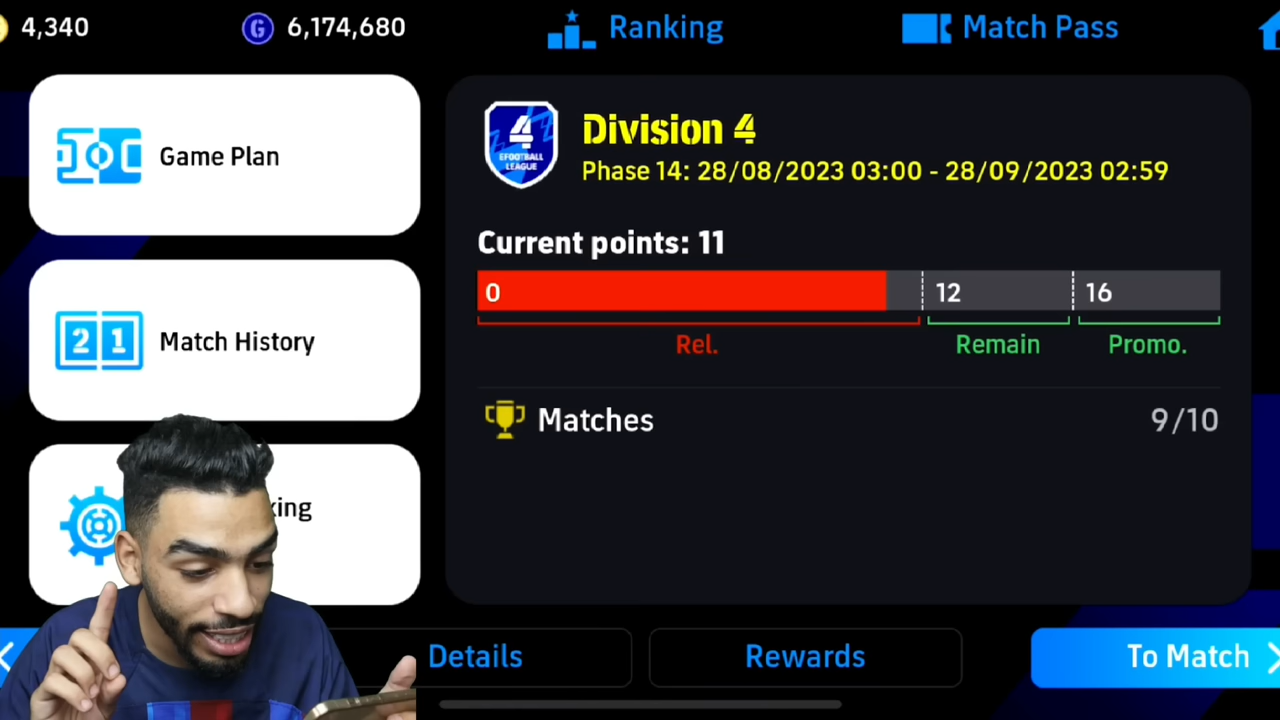 4,340
G 6,174,680
Ranking
Match Pass
Game Plan
4
EFOOTBALL
LEAGUE
Division 4
Phase 14: 28/08/2023 03:00 - 28/09/2023 02:59
Current points: 11
0 12 16
Rel. Remain Promo.
2 1 Match History
Matches 9/10
Details
Rewards
To Match